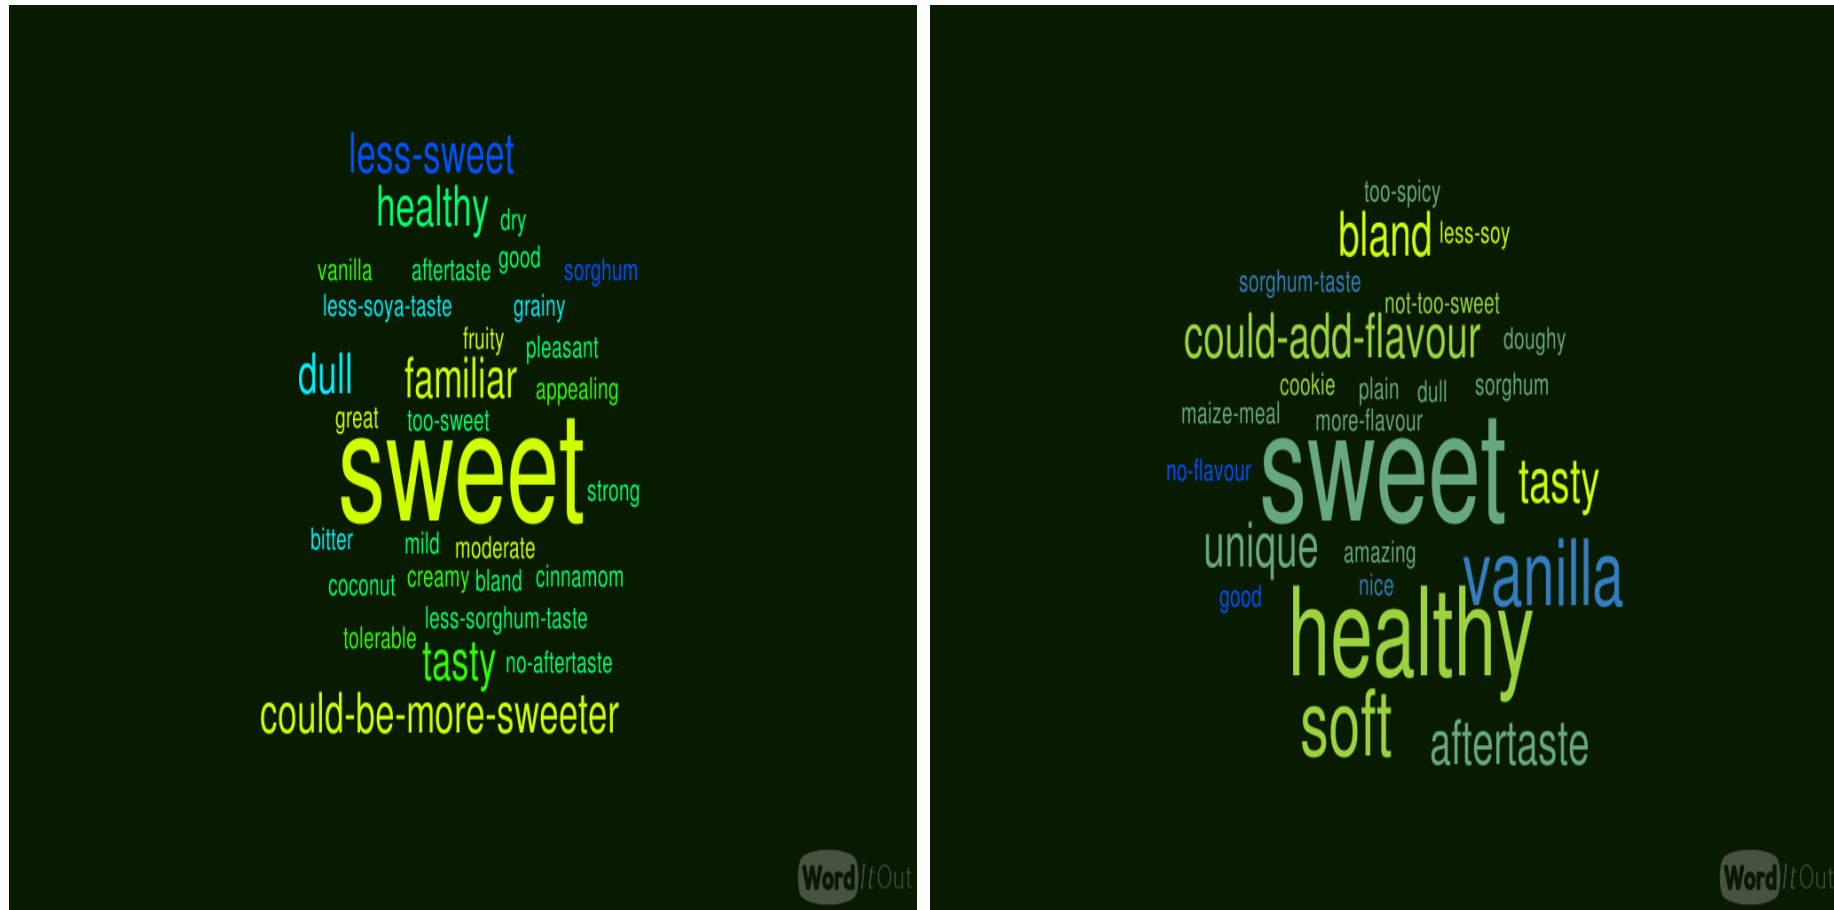 less-sweet
healthy dry
good
vanilla aftertaste sorghum
less-soya-taste grainy
fruity
pleasant
dull familiar appealing
great too-sweet
sweet
strong
bitter mild moderate
coconut creamy bland cinnamom
less-sorghum-taste
tolerable
tasty no-aftertaste
could-be-more-sweeter
WordItOut
too-spicy
bland less-soy
sorghum-taste
not-too-sweet
could-add-flavour doughy
cookie plain dull sorghum
maize-meal more-flavour
sweet
no-flavour tasty
unique amazing
vanilla
good nice
healthy
soft aftertaste
WordItOut